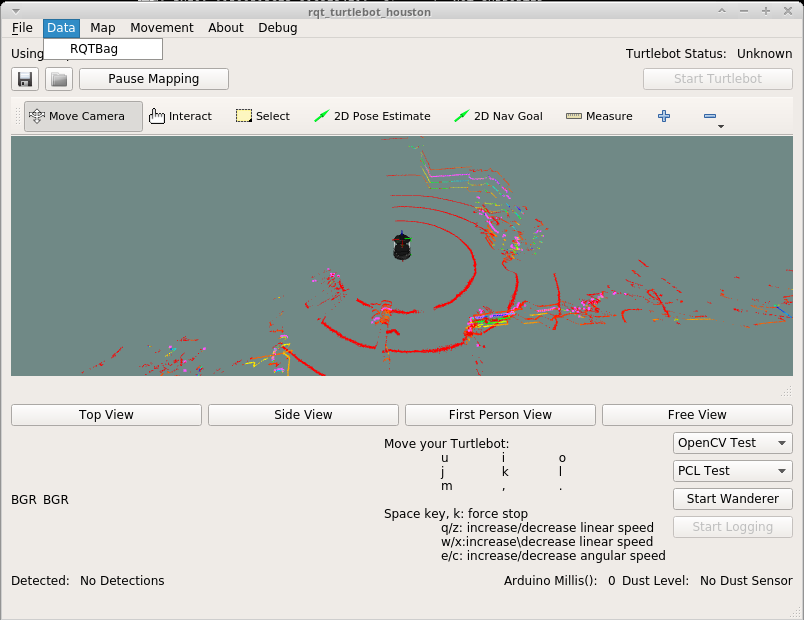 rqt_turtlebot_houston
File Data Map Movement About Debug
RQTBag
Using
Turtlebot Status: Unknown
Pause Mapping
Start Turtlebot
Move Camera Interact Select 2D Pose Estimate 2D Nav Goal Measure
Top View Side View First Person View Free View
Move your Turtlebot:
u i o
j k l
m , .
OpenCV Test
PCL Test
Start Wanderer
Start Logging
BGR BGR
Space key, k: force stop
q/z: increase/decrease linear speed
w/x:increase\decrease linear speed
e/c: increase/decrease angular speed
Detected: No Detections
Arduino Millis(): 0 Dust Level: No Dust Sensor